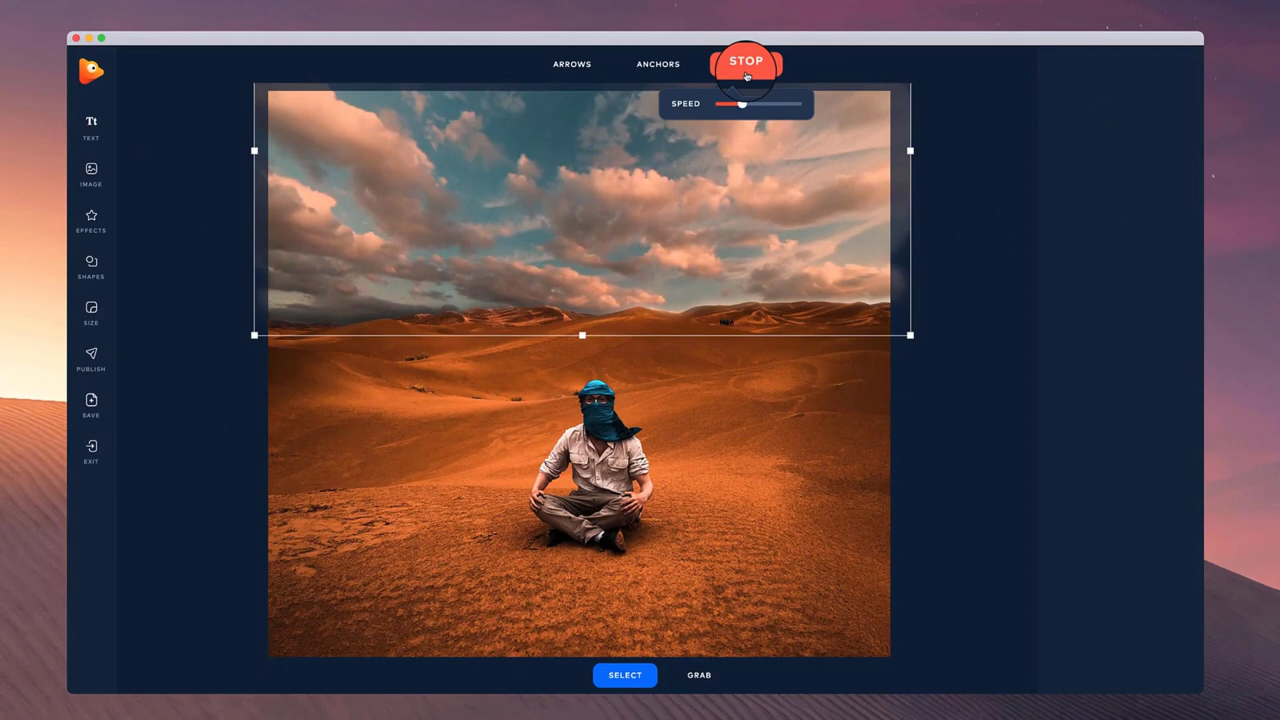 ARROWS
ANCHORS
STOP
SPEED
Tt
TEXT
IMAGE
EFFECTS
SHAPES
SIZE
PUBLISH
SAVE
EXIT
SELECT
GRAB